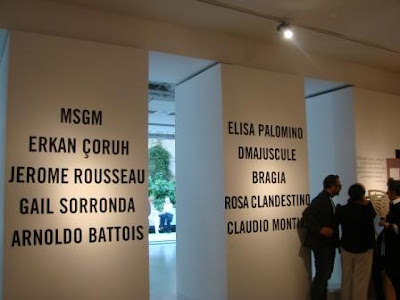 MSGM
ERKAN ÇORUH
JEROME ROUSSEAU
GAIL SORRONDA
ARNOLDO BATTOIS
ELISA PALOMINO
DMAJUSCULE
BRAGIA
ROSA CLANDESTINO
CLAUDIO